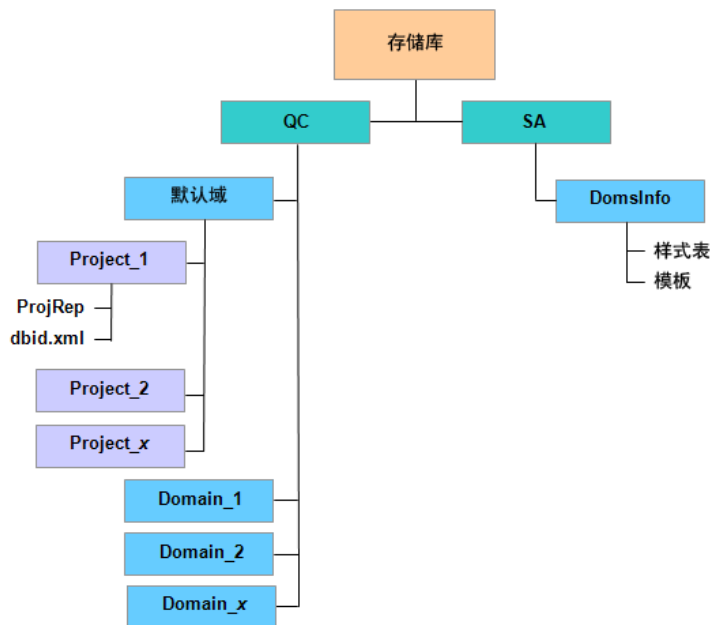 存储库
QC
SA
默认域
DomsInfo
Project_1
样式表
模板
ProjRep
dbid.xml
Project_2
Project_x
Domain_1
Domain_2
Domain_x